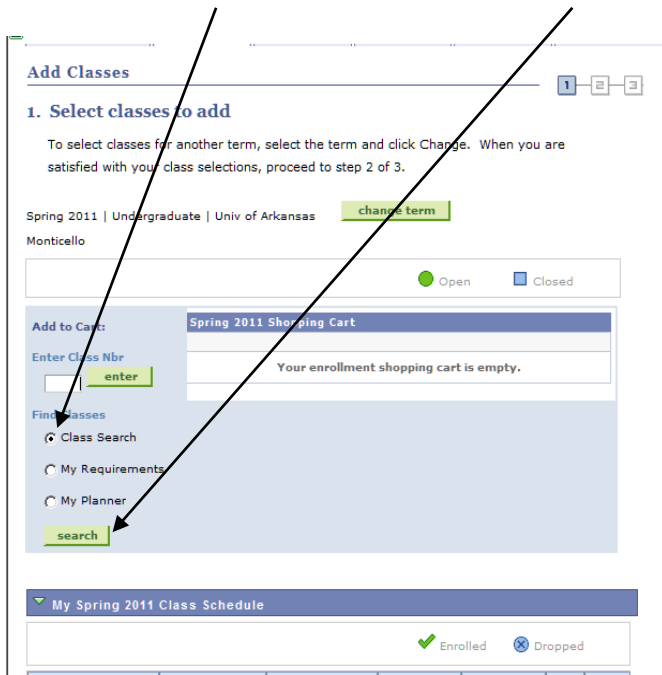 Add Classes
1 2 3
1. Select classes to add
To select classes for another term, select the term and click Change. When you are
satisfied with your class selections, proceed to step 2 of 3.
Spring 2011 | Undergraduate | Univ of Arkansas
Monticello
change term
Open Closed
Add to Cart:
Enter Class Nbr
enter
Find Classes
Class Search
My Requirements
My Planner
search
Spring 2011 Shopping Cart
Your enrollment shopping cart is empty.
My Spring 2011 Class Schedule
Enrolled Dropped